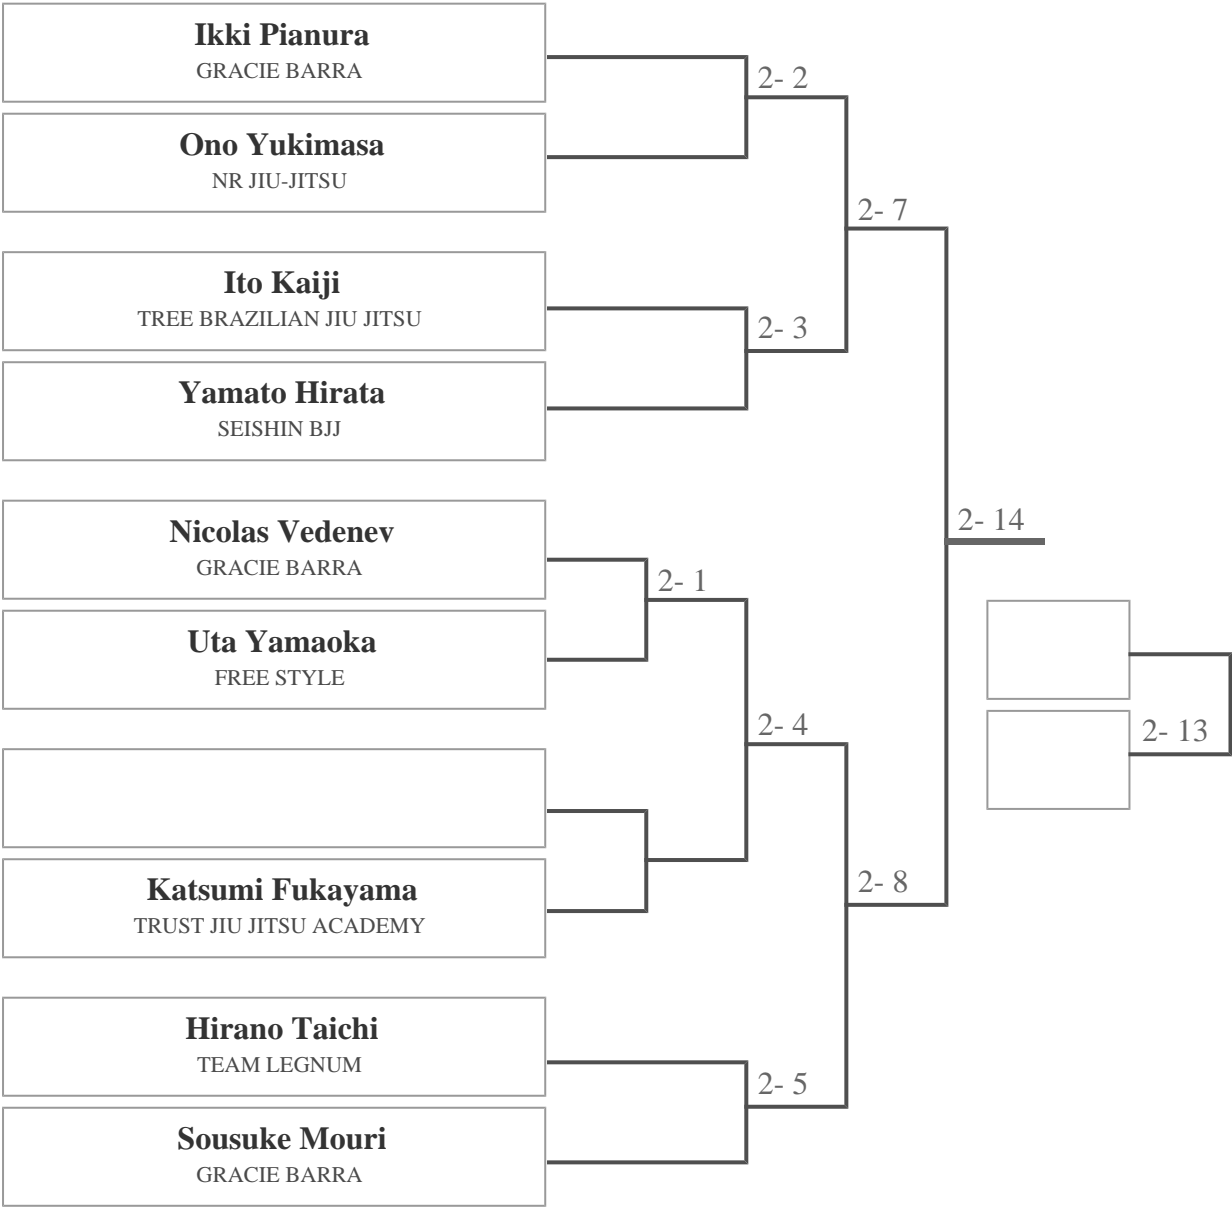 Ikki Pianura
GRACIE BARRA
2- 2
Ono Yukimasa
NR JIU-JITSU
2- 7
Ito Kaiji
TREE BRAZILIAN JIU JITSU
2- 3
Yamato Hirata
SEISHIN BJJ
2- 14
Nicolas Vedenev
GRACIE BARRA
2- 1
Uta Yamaoka
FREE STYLE
2- 4
2- 13
Katsumi Fukayama
TRUST JIU JITSU ACADEMY
2- 8
Hirano Taichi
TEAM LEGNUM
2- 5
Sousuke Mouri
GRACIE BARRA